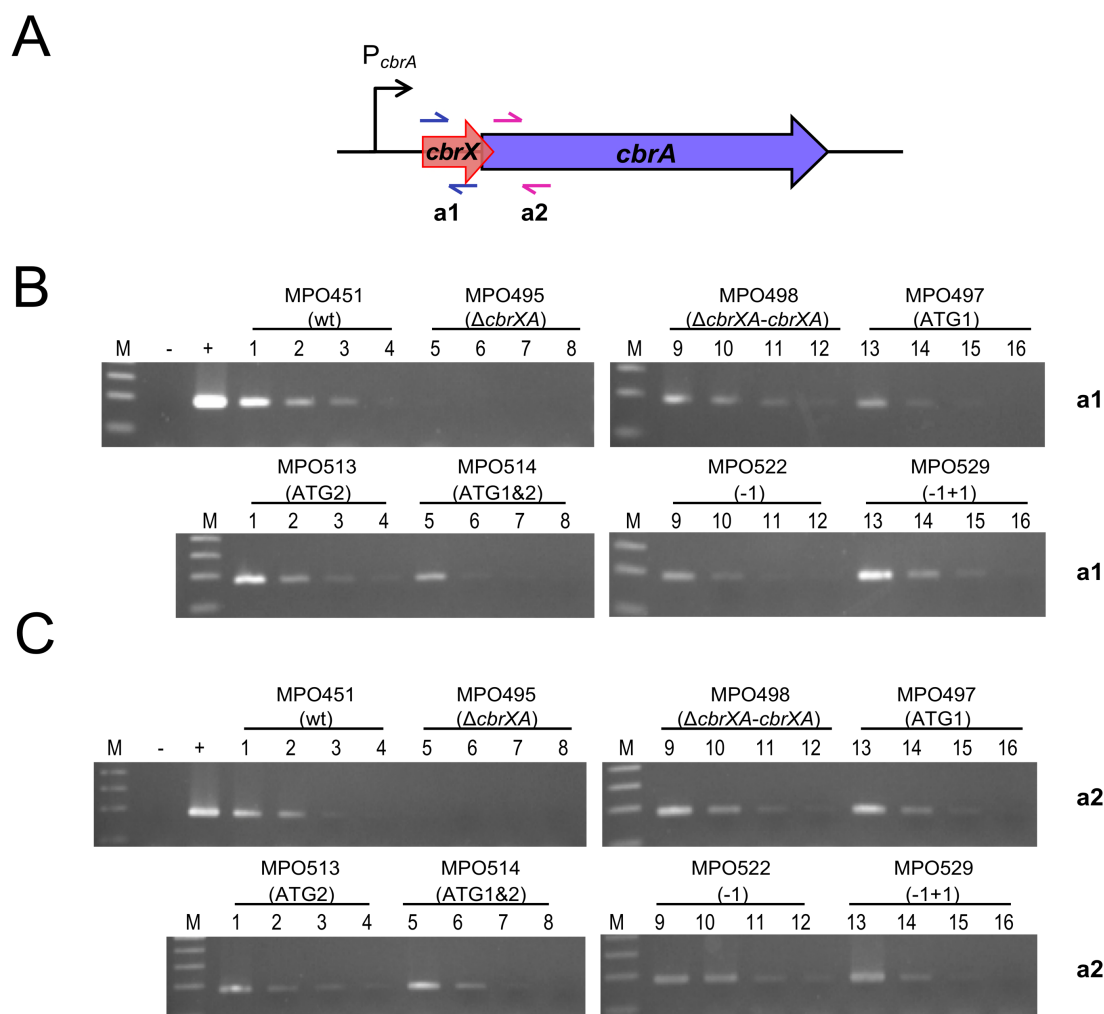 A
PcbrA
cbrX
cbrA
a1 a2
B
MPO451 MPO495 MPO498 MPO497
(wt) (ΔcbrXA) (ΔcbrXA-cbrXA) (ATG1)
M - + 1 2 3 4 5 6 7 8 M 9 10 11 12 13 14 15 16
a1
MPO513 MPO514 MPO522 MPO529
(ATG2) (ATG1&2) (-1) (-1+1)
M 1 2 3 4 5 6 7 8 M 9 10 11 12 13 14 15 16
a1
C
MPO451 MPO495 MPO498 MPO497
(wt) (ΔcbrXA) (ΔcbrXA-cbrXA) (ATG1)
M - + 1 2 3 4 5 6 7 8 M 9 10 11 12 13 14 15 16
a2
MPO513 MPO514 MPO522 MPO529
(ATG2) (ATG1&2) (-1) (-1+1)
M 1 2 3 4 5 6 7 8 M 9 10 11 12 13 14 15 16
a2